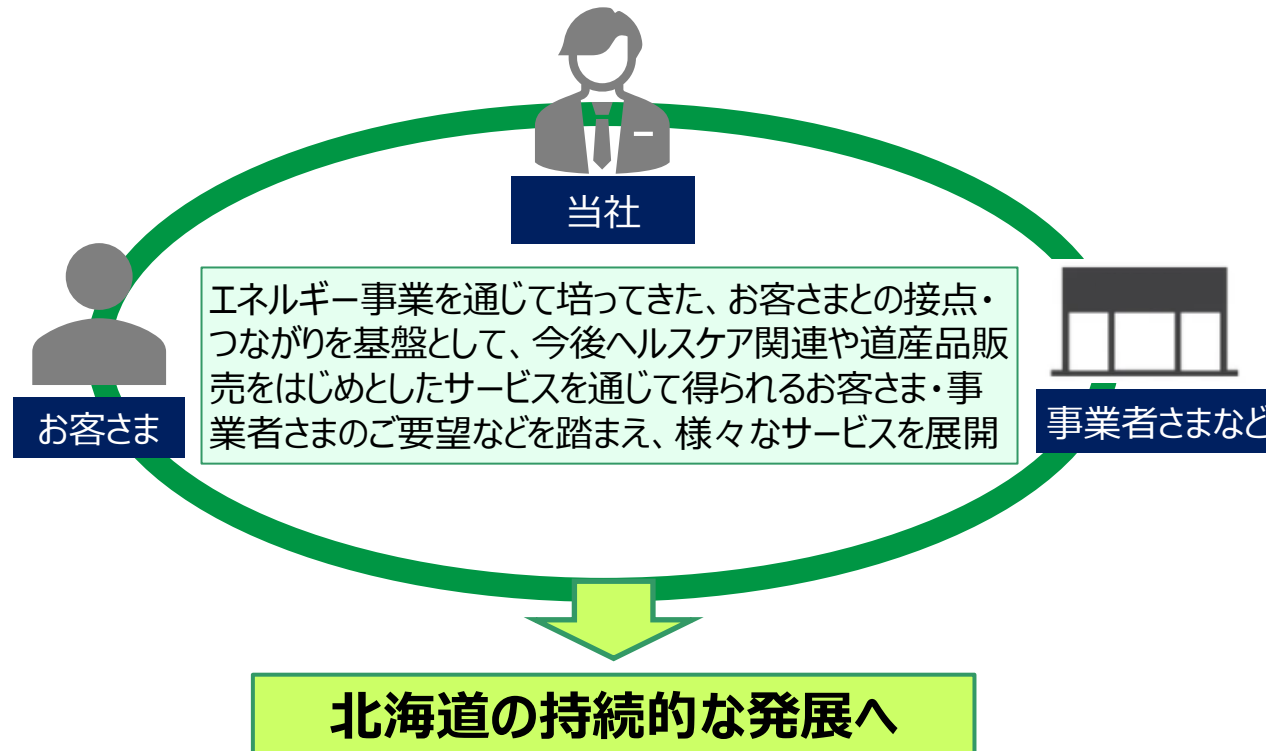 当社
エネルギー事業を通じて培ってきた、お客さまとの接点・
つながりを基盤として、今後ヘルスケア関連や道産品販
売をはじめとしたサービスを通じて得られるお客さま・事
業者さまのご要望などを踏まえ、様々なサービスを展開
お客さま
事業者さまなど
北海道の持続的な発展へ